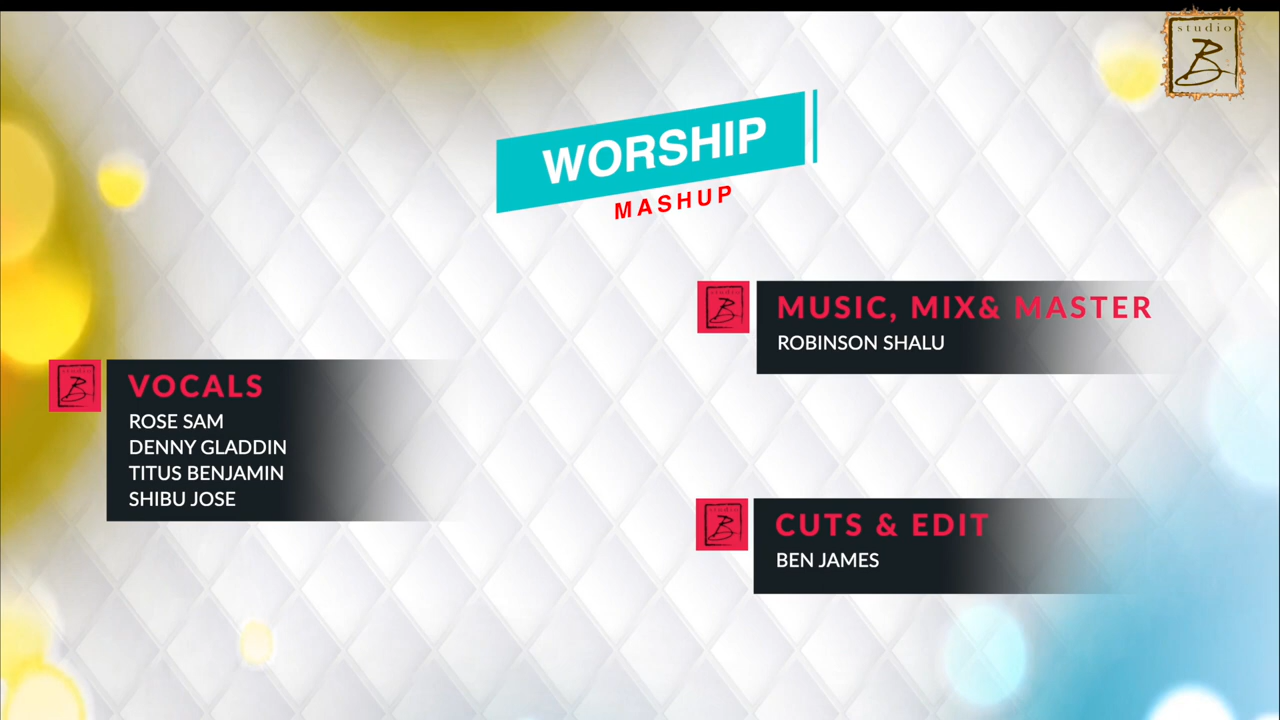 studio
B
WORSHIP
MASHUP
MUSIC, MIX& MASTER
ROBINSON SHALU
VOCALS
ROSE SAM
DENNY GLADDIN
TITUS BENJAMIN
SHIBU JOSE
CUTS & EDIT
BEN JAMES